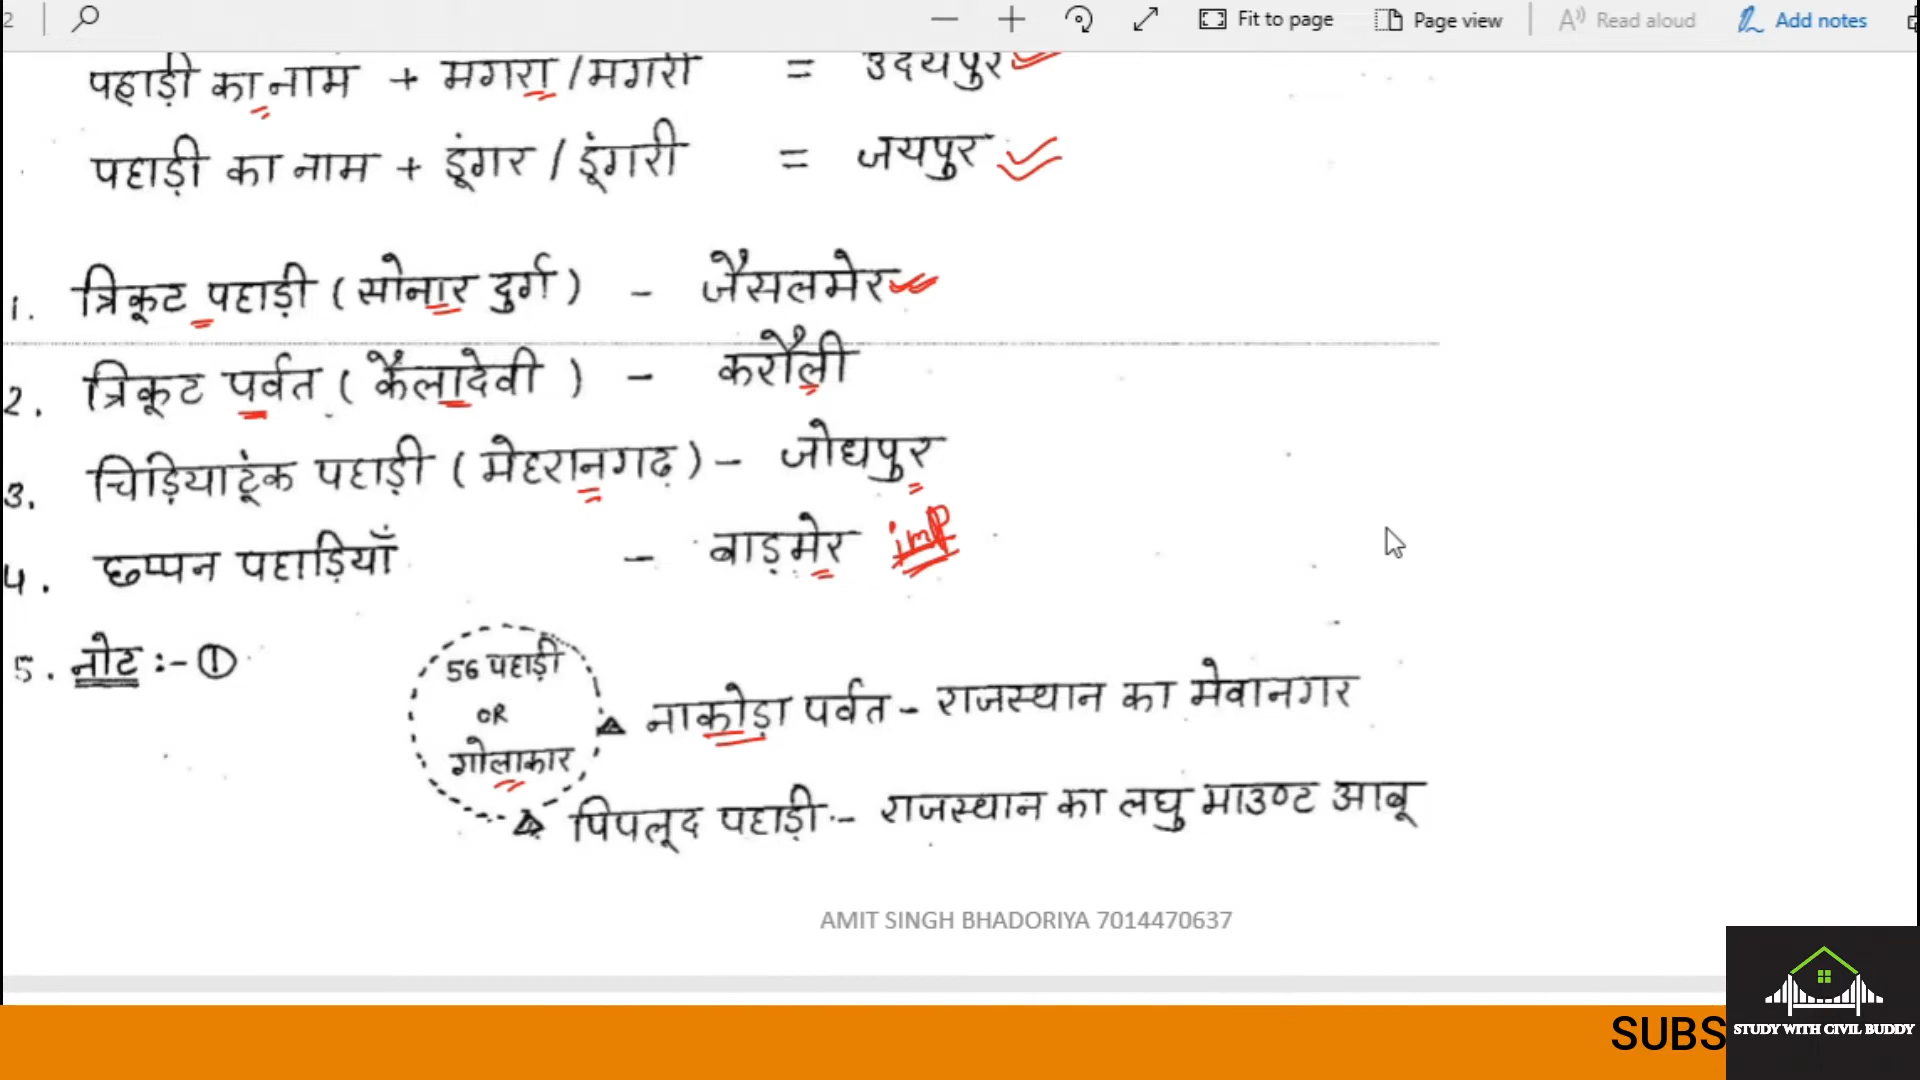 2 Fit to page Page view Read aloud Add notes
पहाड़ी का नाम + मगरा / मगरी = उदयपुर
पहाड़ी का नाम + डूंगर / डूंगरी = जयपुर
1. त्रिकूट पहाड़ी ( सोनार दुर्ग ) - जैसलमेर
2. त्रिकूट पर्वत ( कैलादेवी ) - करौली
3. चिड़ियाटूंक पहाड़ी ( मेहरानगढ़ ) - जोधपुर
4. छप्पन पहाड़ियाँ - बाड़मेर imp
5. नोट :- ①
56 पहाड़ी
OR
गोलाकार
नाकोड़ा पर्वत - राजस्थान का मेवानगर
पिपलूद पहाड़ी :- राजस्थान का लघु माउण्ट आबू
AMIT SINGH BHADORIYA 7014470637
SUBS
STUDY WITH CIVIL BUDDY